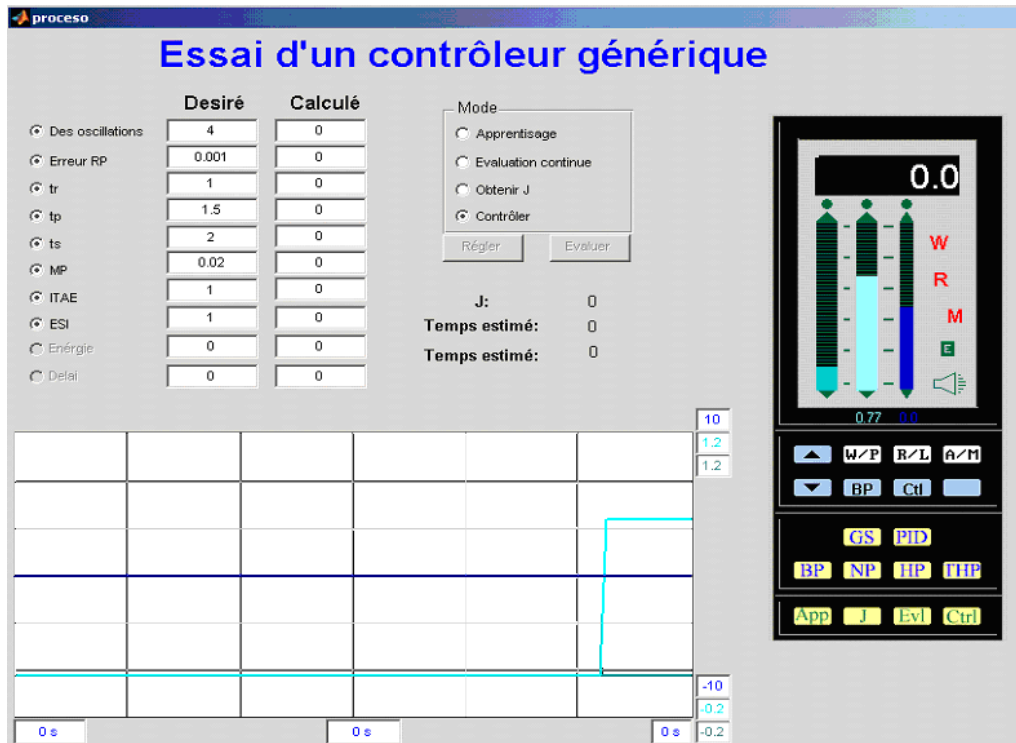 proceso
Essai d'un contrôleur générique
Desiré Calculé
Des oscillations 4 0
Erreur RP 0.001 0
tr 1 0
tp 1.5 0
ts 2 0
MP 0.02 0
ITAE 1 0
ESI 1 0
Enérgie 0 0
Delai 0 0
Mode
Apprentisage
Evaluation continue
Obtenir J
Contrôler
Régler Evaluer
J: 0
Temps estimé: 0
Temps estimé: 0
0.0
W
R
M
E
0.77 0.0
W/P R/L A/M
BP Ctl
GS PID
BP NP HP THP
App J Evl Ctrl
10
1.2
1.2
-10
-0.2
-0.2
0 s 0 s 0 s